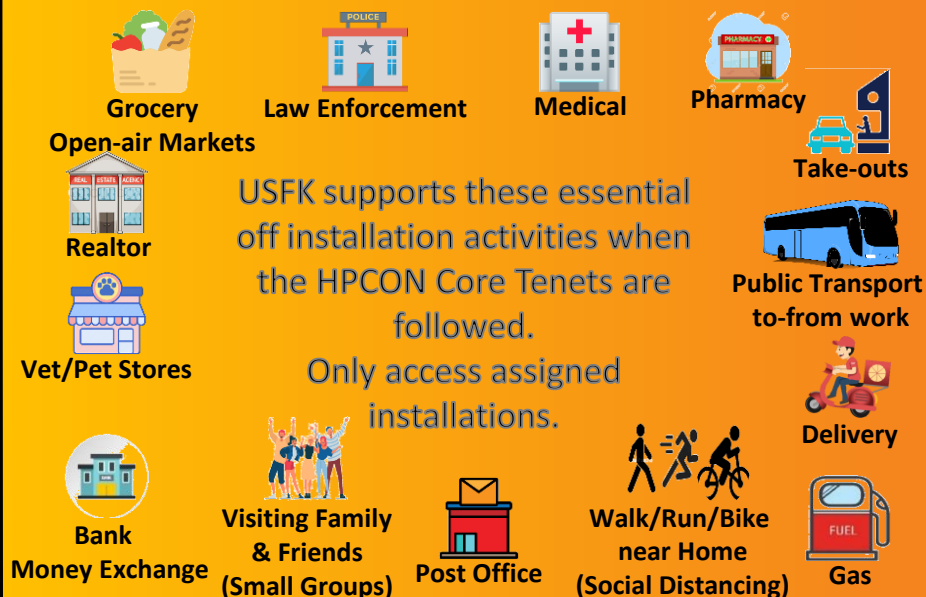 POLICE
PHARMACY
Grocery
Open-air Markets
Law Enforcement
Medical
Pharmacy
Take-outs
REAL ESTATE AGENCY
Realtor
USFK supports these essential
off installation activities when
the HPCON Core Tenets are
followed.
Only access assigned
installations.
Public Transport
to-from work
Vet/Pet Stores
Delivery
Bank
Money Exchange
Visiting Family
& Friends
(Small Groups)
Post Office
Walk/Run/Bike
near Home
(Social Distancing)
FUEL
Gas